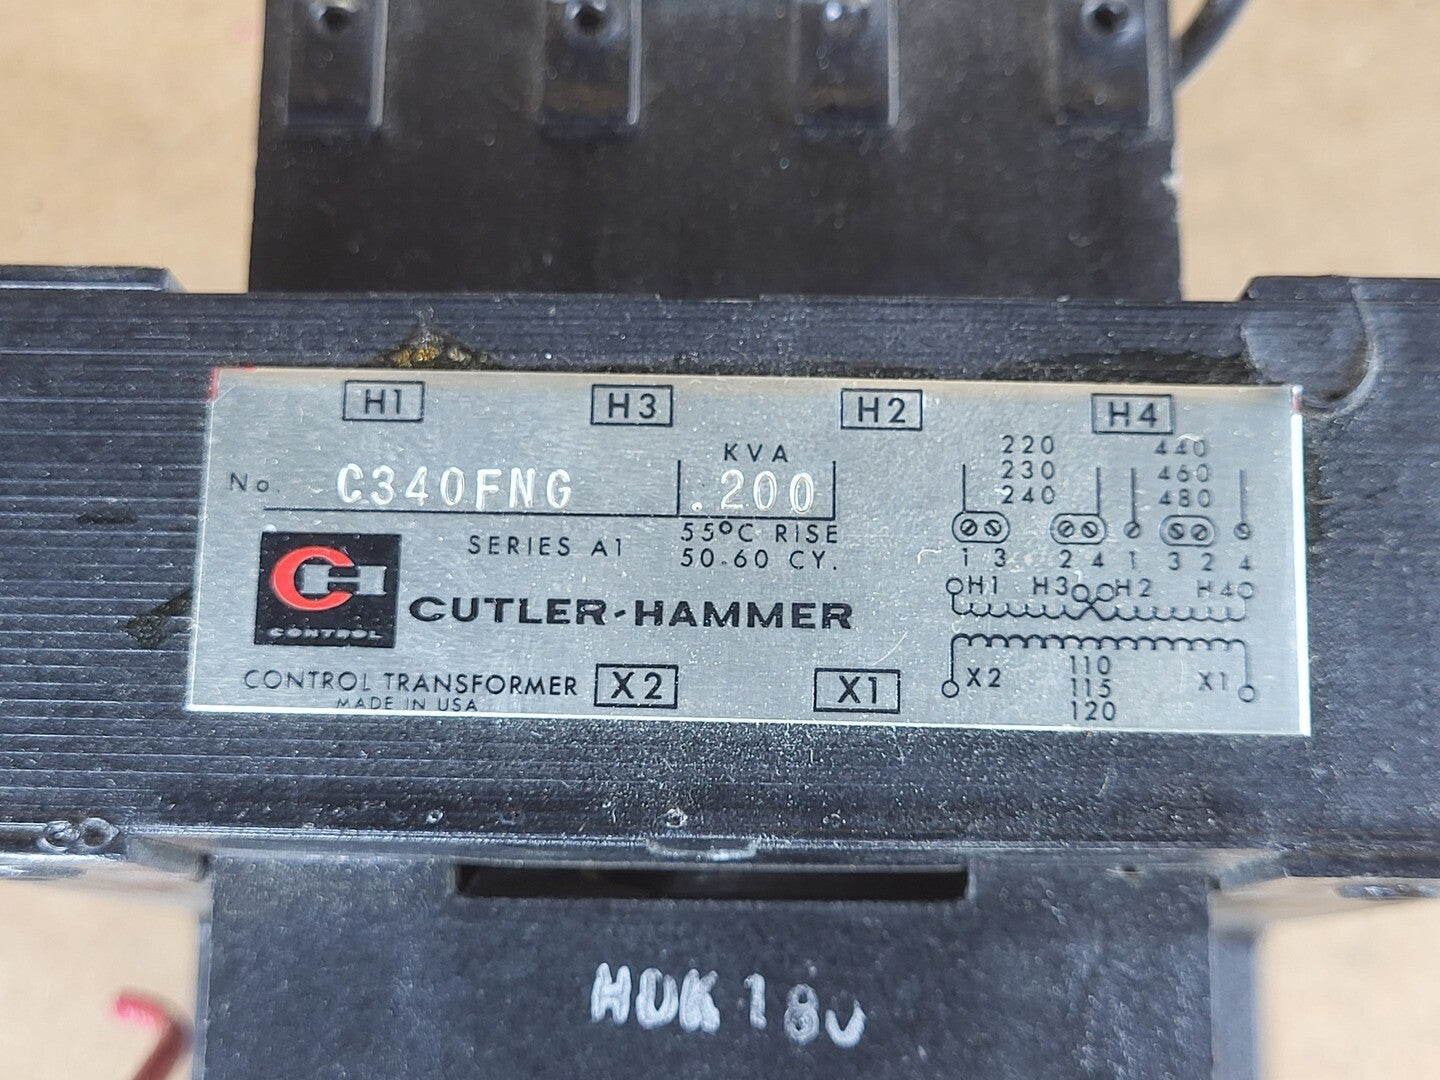 H1 H3 H2 H4
KVA
No. C340FNG .200
SERIES A1
55°C RISE
50-60 CY.
CH
CONTROL
CUTLER-HAMMER
CONTROL TRANSFORMER
MADE IN USA
X2 X1
220 440
230 460
240 480
1 3 2 4 1 3 2 4
H1 H3 H2 H4
X2 110 X1
115
120
HDK